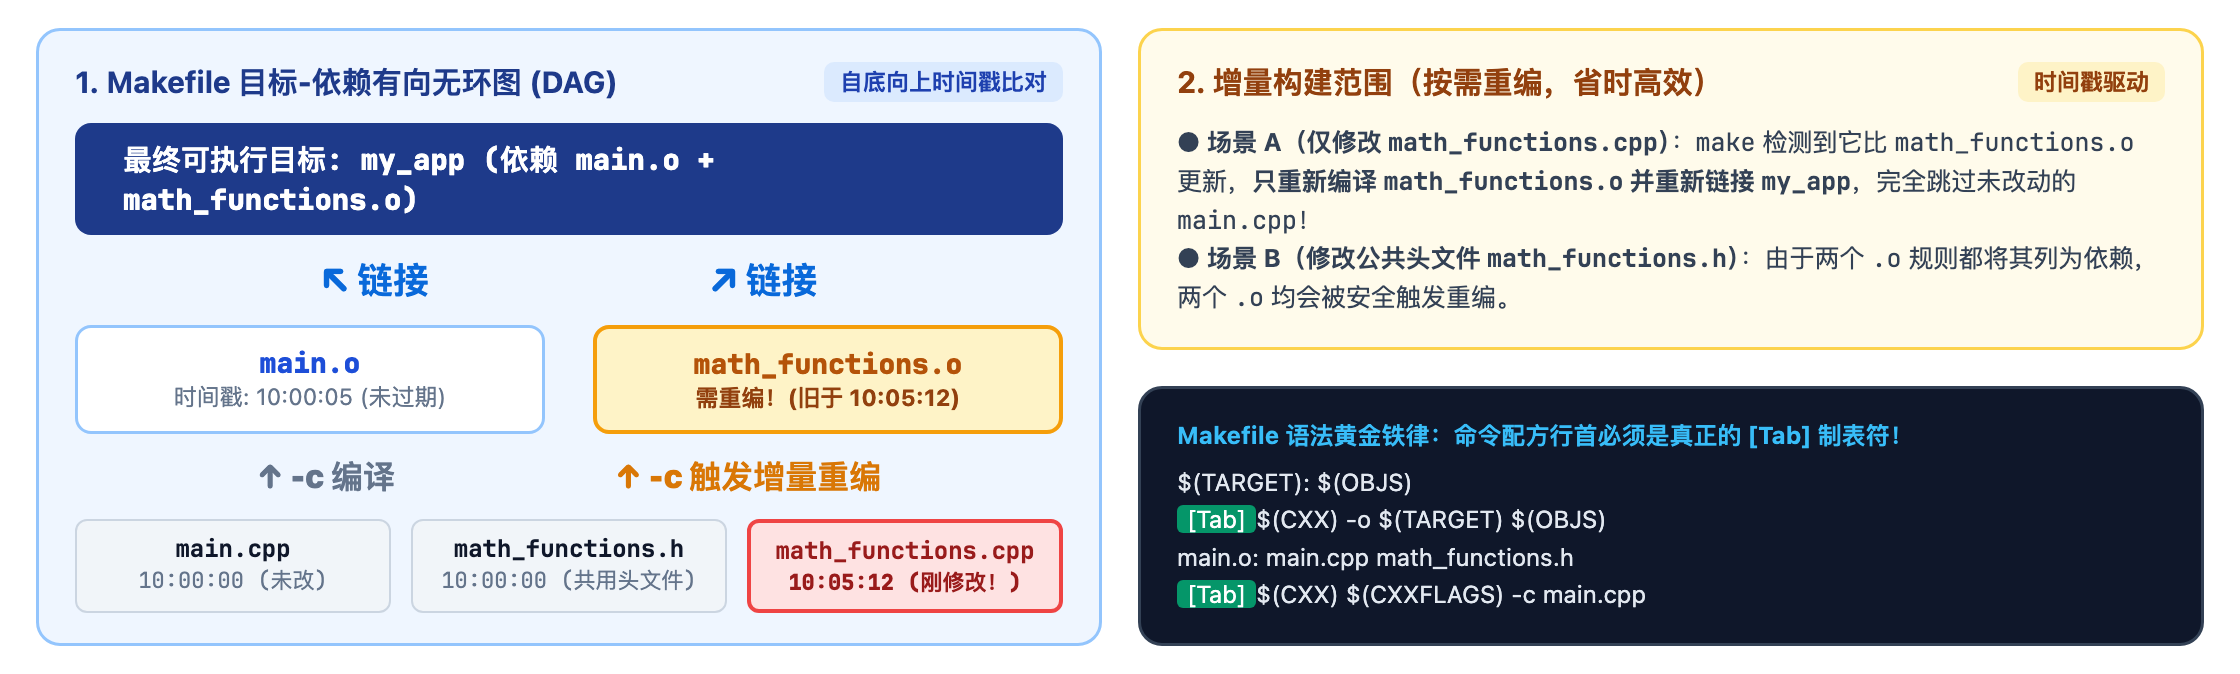 1. Makefile 目标-依赖有向无环图 (DAG)
自底向上时间戳比对
最终可执行目标: my_app (依赖 main.o +
math_functions.o)
↖ 链接
↗ 链接
main.o
时间戳: 10:00:05 (未过期)
math_functions.o
需重编！(旧于 10:05:12)
↑ -c 编译
↑ -c 触发增量重编
main.cpp
10:00:00 (未改)
math_functions.h
10:00:00 (共用头文件)
math_functions.cpp
10:05:12 (刚修改！)
2. 增量构建范围（按需重编，省时高效）
时间戳驱动
● 场景 A（仅修改 math_functions.cpp）：make 检测到它比 math_functions.o
更新，只重新编译 math_functions.o 并重新链接 my_app，完全跳过未改动的
main.cpp！
● 场景 B（修改公共头文件 math_functions.h）：由于两个 .o 规则都将其列为依赖，
两个 .o 均会被安全触发重编。
Makefile 语法黄金铁律：命令配方行首必须是真正的 [Tab] 制表符！
$(TARGET): $(OBJS)
[Tab]$(CXX) -o $(TARGET) $(OBJS)
main.o: main.cpp math_functions.h
[Tab]$(CXX) $(CXXFLAGS) -c main.cpp